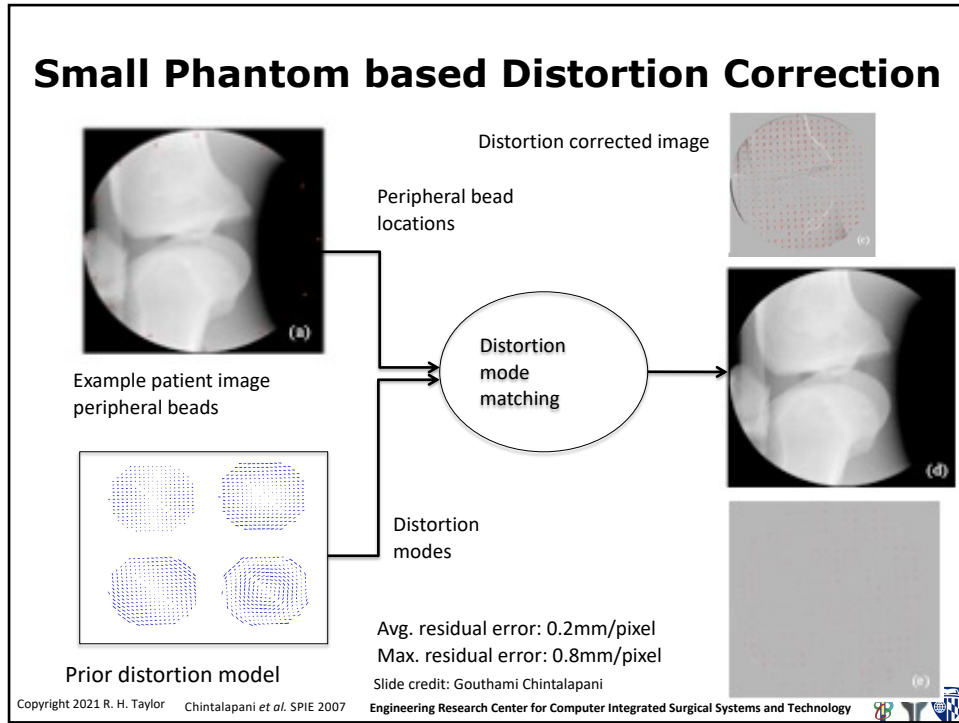 Small Phantom based Distortion Correction
Distortion corrected image
Peripheral bead
locations
(c)
(a)
Distortion
mode
matching
Example patient image
peripheral beads
(d)
Distortion
modes
Avg. residual error: 0.2mm/pixel
Max. residual error: 0.8mm/pixel
Prior distortion model
Slide credit: Gouthami Chintalapani
(e)
Copyright 2021 R. H. Taylor
Chintalapani et al. SPIE 2007
Engineering Research Center for Computer Integrated Surgical Systems and Technology